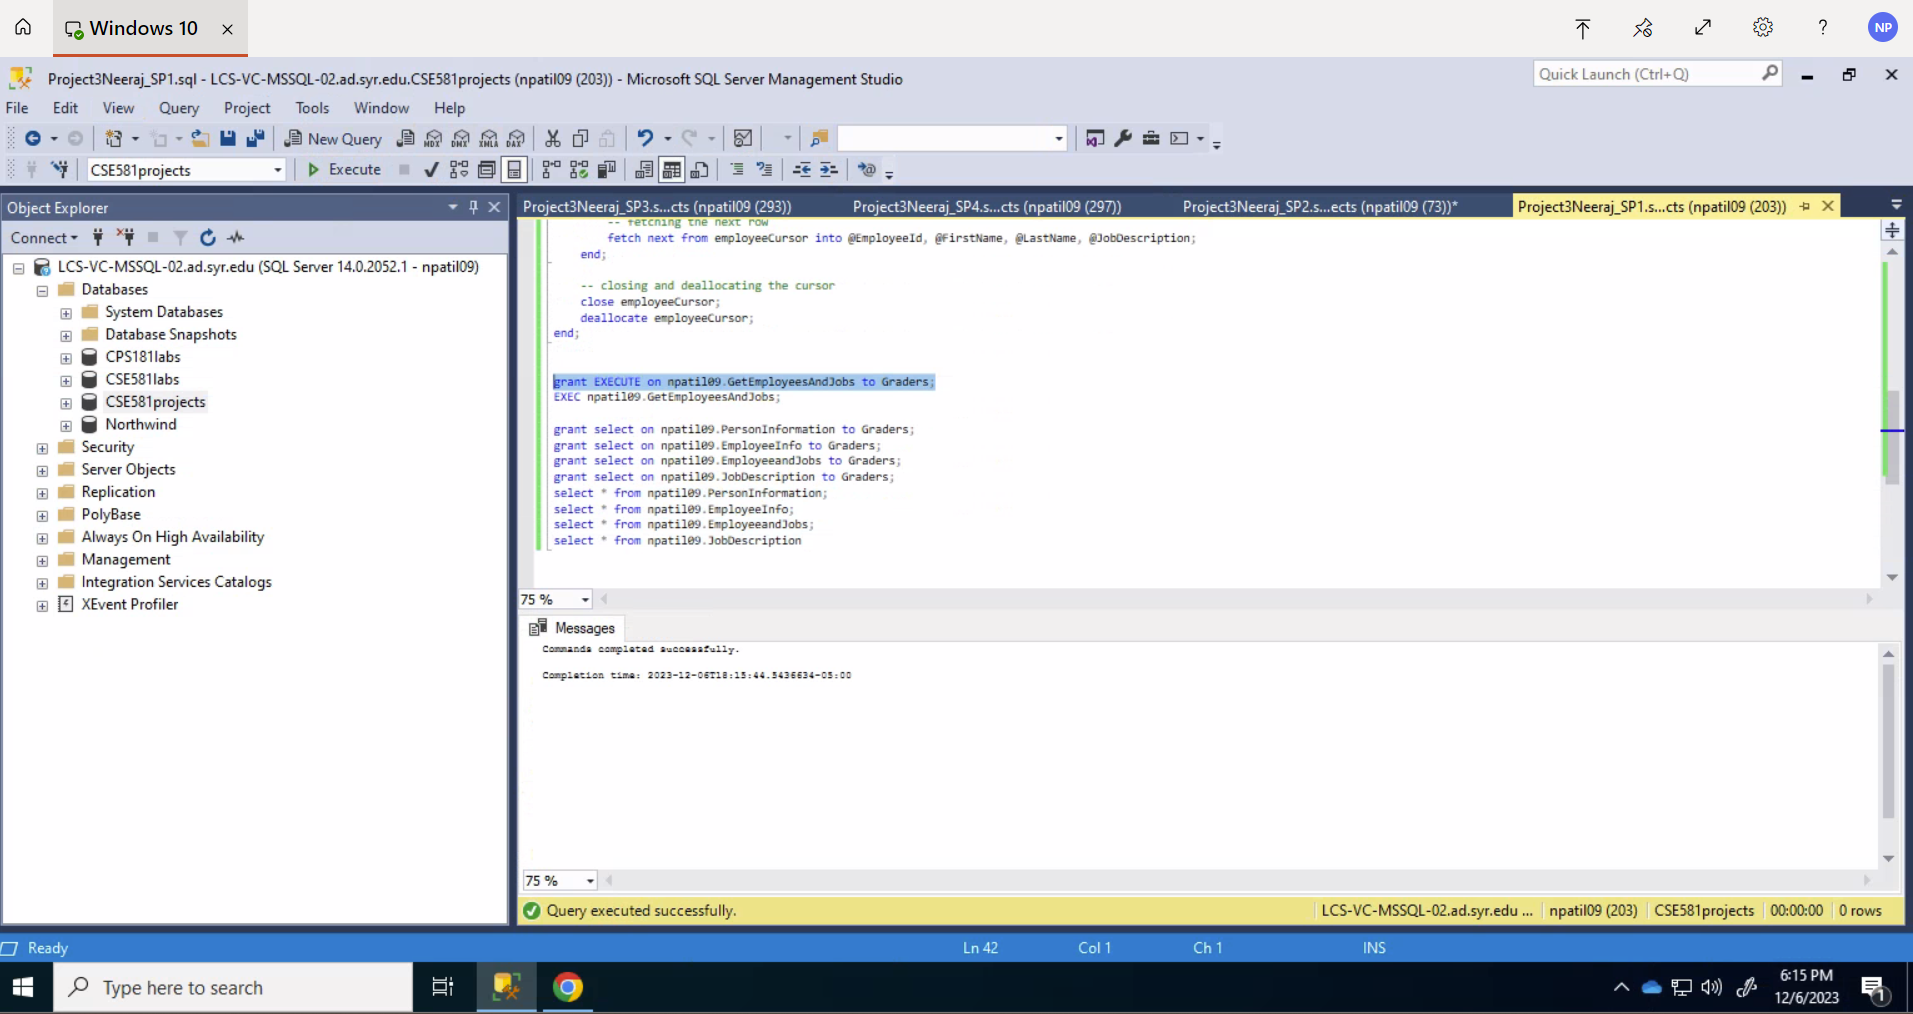 Windows 10
NP
Project3Neeraj_SP1.sql - LCS-VC-MSSQL-02.ad.syr.edu.CSE581projects (npatil09 (203)) - Microsoft SQL Server Management Studio
Quick Launch (Ctrl+Q)
File Edit View Query Project Tools Window Help
New Query MDX DMX XMLA DAX
CSE581projects Execute
Object Explorer
Project3Neeraj_SP3.s...cts (npatil09 (293)) Project3Neeraj_SP4.s...cts (npatil09 (297)) Project3Neeraj_SP2.s...ects (npatil09 (73))* Project3Neeraj_SP1.s...cts (npatil09 (203))
Connect
LCS-VC-MSSQL-02.ad.syr.edu (SQL Server 14.0.2052.1 - npatil09)
Databases
System Databases
Database Snapshots
CPS181labs
CSE581labs
CSE581projects
Northwind
Security
Server Objects
Replication
PolyBase
Always On High Availability
Management
Integration Services Catalogs
XEvent Profiler
-- fetching the next row
fetch next from employeeCursor into @EmployeeId, @FirstName, @LastName, @JobDescription;
end;
-- closing and deallocating the cursor
close employeeCursor;
deallocate employeeCursor;
end;
grant EXECUTE on npatil09.GetEmployeesAndJobs to Graders;
EXEC npatil09.GetEmployeesAndJobs;
grant select on npatil09.PersonInformation to Graders;
grant select on npatil09.EmployeeInfo to Graders;
grant select on npatil09.EmployeeandJobs to Graders;
grant select on npatil09.JobDescription to Graders;
select * from npatil09.PersonInformation;
select * from npatil09.EmployeeInfo;
select * from npatil09.EmployeeandJobs;
select * from npatil09.JobDescription
75 %
Messages
Commands completed successfully.
Completion time: 2023-12-06T18:15:44.5436634-05:00
75 %
Query executed successfully.
LCS-VC-MSSQL-02.ad.syr.edu ... npatil09 (203) CSE581projects 00:00:00 0 rows
Ready Ln 42 Col 1 Ch 1 INS
Type here to search
6:15 PM
12/6/2023
1